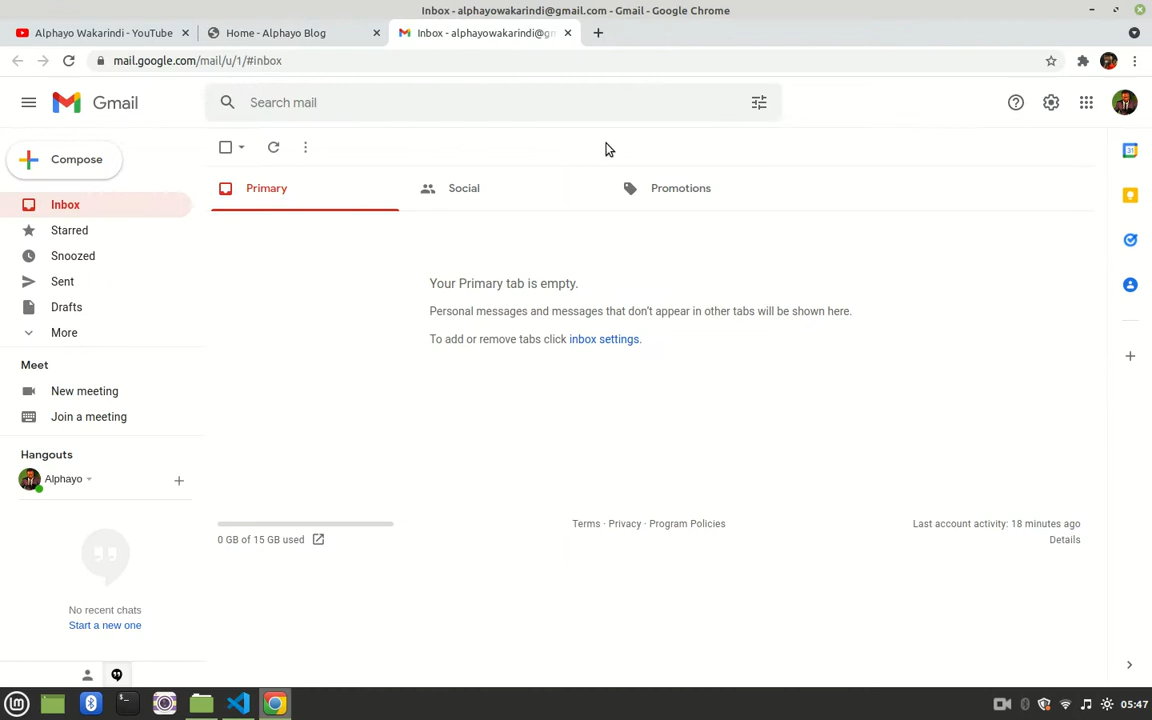 Inbox - alphayowakarindi@gmail.com - Gmail - Google Chrome
Alphayo Wakarindi - YouTube
Home - Alphayo Blog
Inbox - alphayowakarindi@gm
mail.google.com/mail/u/1/#inbox
Gmail
Search mail
Compose
Primary
Social
Promotions
Inbox
Starred
Snoozed
Sent
Drafts
More
Your Primary tab is empty.
Personal messages and messages that don't appear in other tabs will be shown here.
To add or remove tabs click inbox settings.
Meet
New meeting
Join a meeting
Hangouts
Alphayo
0 GB of 15 GB used
Terms · Privacy · Program Policies
Last account activity: 18 minutes ago
Details
No recent chats
Start a new one
31
05:47